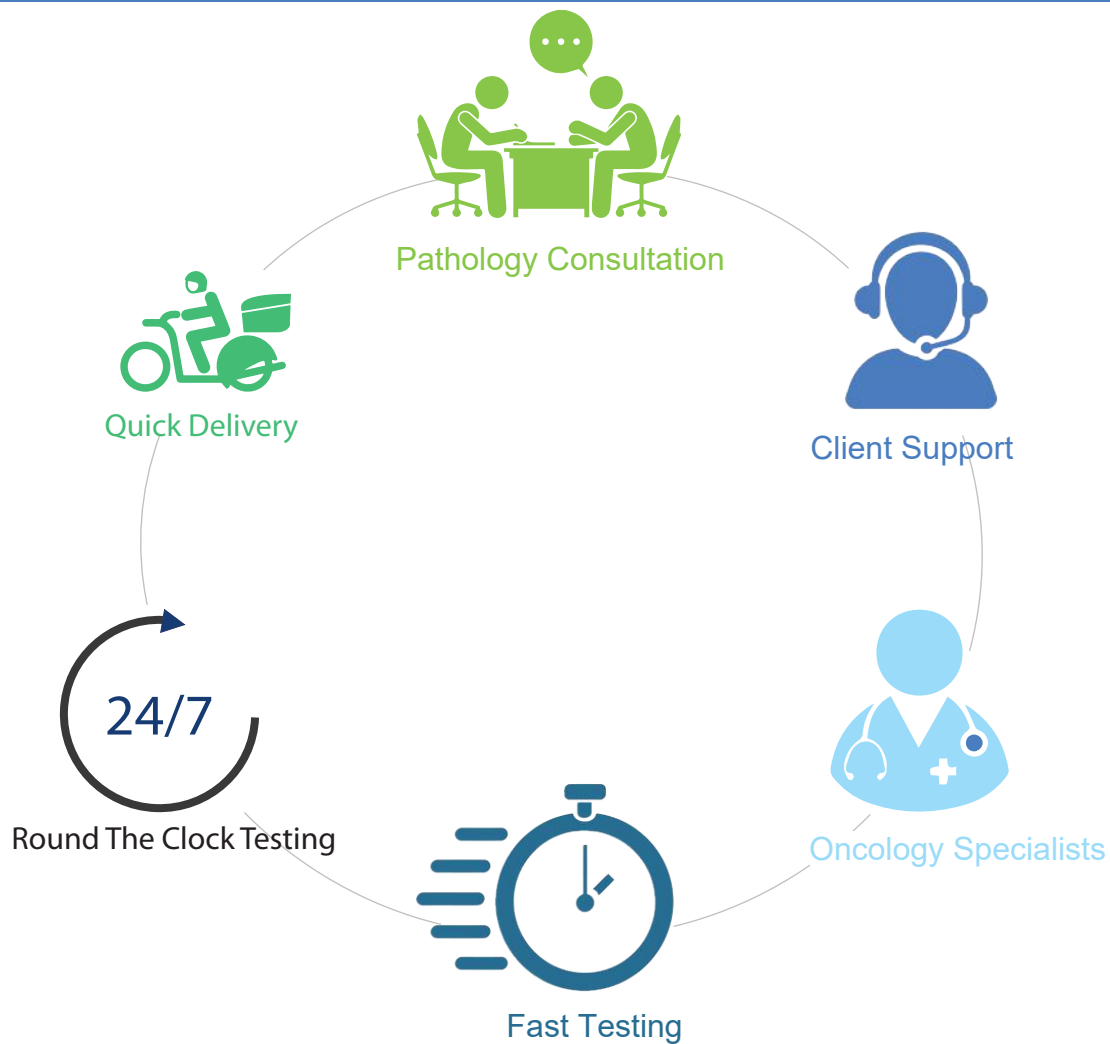 Pathology Consultation
Client Support
Quick Delivery
24/7
Round The Clock Testing
Oncology Specialists
Fast Testing